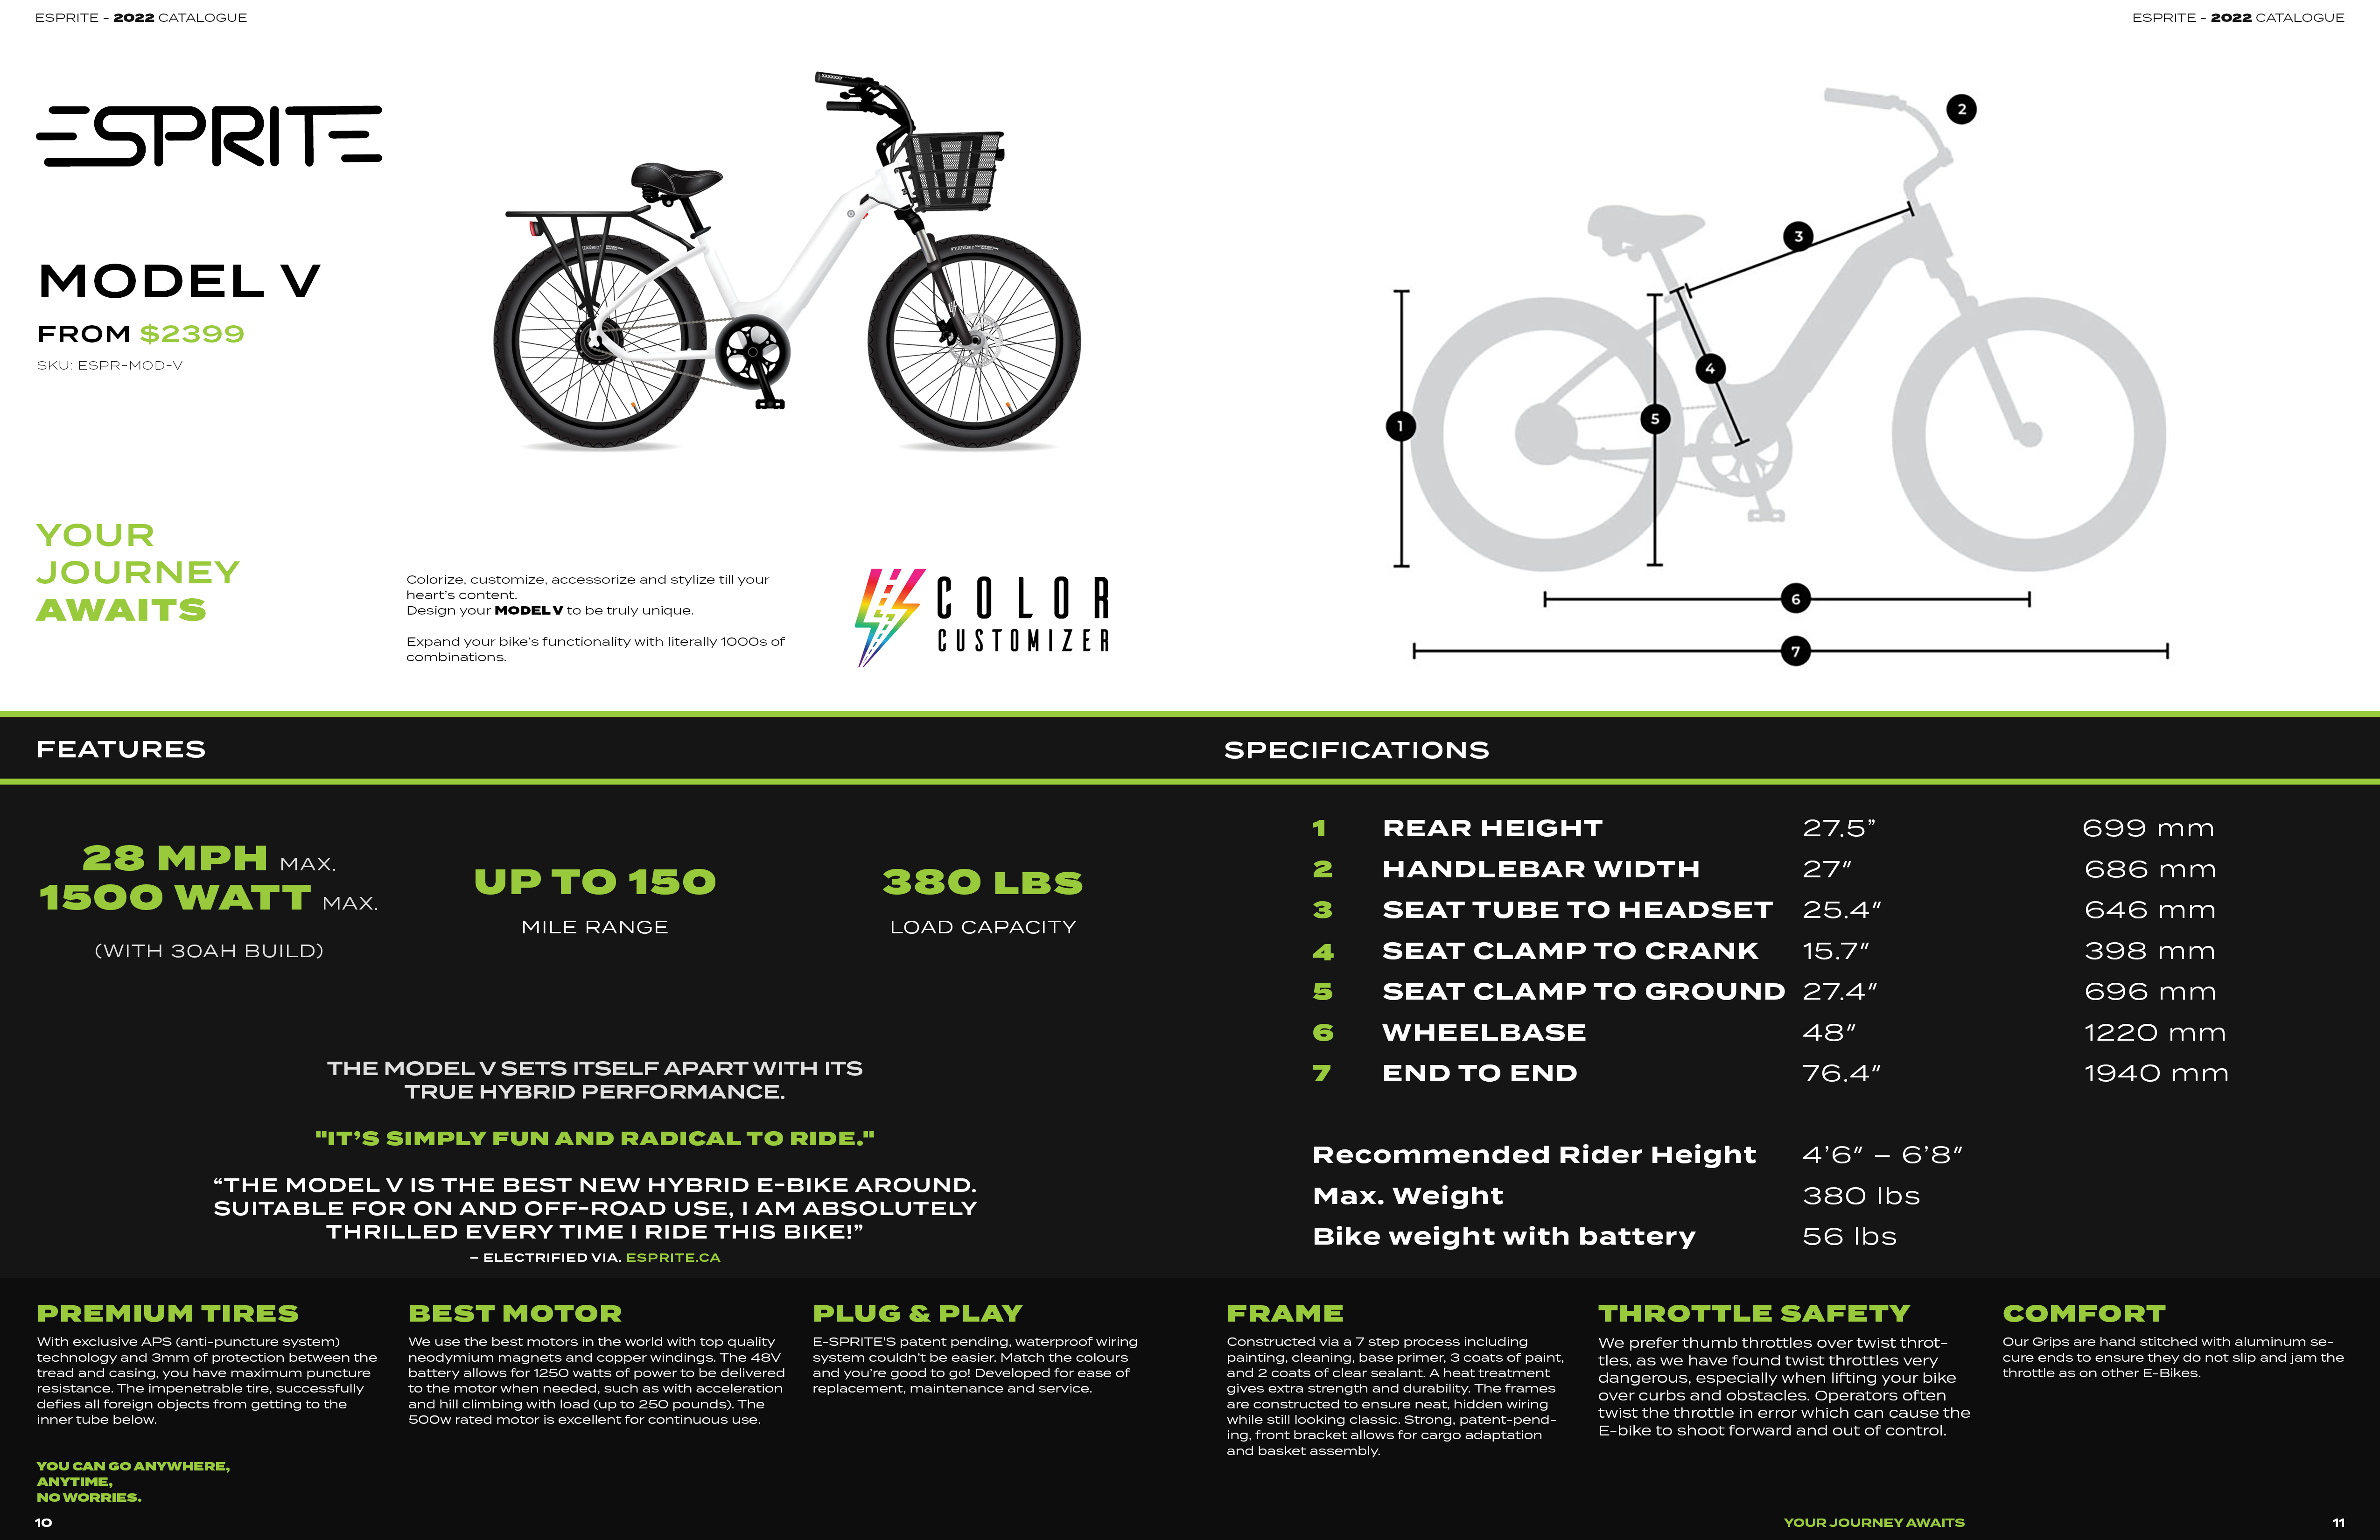 ESPRITE - 2022 CATALOGUE
ESPRITE
MODEL V
FROM $2399
SKU: ESPR-MOD-V
YOUR
JOURNEY
AWAITS
Colorize, customize, accessorize and stylize till your
heart's content.
Design your MODEL V to be truly unique.
Expand your bike's functionality with literally 1000s of
combinations.
COLOR
CUSTOMIZER
FEATURES
28 MPH MAX.
1500 WATT MAX.
(WITH 30AH BUILD)
UP TO 150
MILE RANGE
380 LBS
LOAD CAPACITY
THE MODEL V SETS ITSELF APART WITH ITS
TRUE HYBRID PERFORMANCE.
"IT'S SIMPLY FUN AND RADICAL TO RIDE."
“THE MODEL V IS THE BEST NEW HYBRID E-BIKE AROUND.
SUITABLE FOR ON AND OFF-ROAD USE, I AM ABSOLUTELY
THRILLED EVERY TIME I RIDE THIS BIKE!”
– ELECTRIFIED VIA. ESPRITE.CA
PREMIUM TIRES
With exclusive APS (anti-puncture system)
technology and 3mm of protection between the
tread and casing, you have maximum puncture
resistance. The impenetrable tire, successfully
defies all foreign objects from getting to the
inner tube below.
YOU CAN GO ANYWHERE,
ANYTIME,
NO WORRIES.
BEST MOTOR
We use the best motors in the world with top quality
neodymium magnets and copper windings. The 48V
battery allows for 1250 watts of power to be delivered
to the motor when needed, such as with acceleration
and hill climbing with load (up to 250 pounds). The
500w rated motor is excellent for continuous use.
PLUG & PLAY
E-SPRITE'S patent pending, waterproof wiring
system couldn't be easier. Match the colours
and you're good to go! Developed for ease of
replacement, maintenance and service.
10
ESPRITE - 2022 CATALOGUE
2
3
4
1
5
6
7
SPECIFICATIONS
1 REAR HEIGHT 27.5” 699 mm
2 HANDLEBAR WIDTH 27″ 686 mm
3 SEAT TUBE TO HEADSET 25.4″ 646 mm
4 SEAT CLAMP TO CRANK 15.7″ 398 mm
5 SEAT CLAMP TO GROUND 27.4″ 696 mm
6 WHEELBASE 48″ 1220 mm
7 END TO END 76.4″ 1940 mm
Recommended Rider Height 4’6″ – 6’8″
Max. Weight 380 lbs
Bike weight with battery 56 lbs
FRAME
Constructed via a 7 step process including
painting, cleaning, base primer, 3 coats of paint,
and 2 coats of clear sealant. A heat treatment
gives extra strength and durability. The frames
are constructed to ensure neat, hidden wiring
while still looking classic. Strong, patent-pend-
ing, front bracket allows for cargo adaptation
and basket assembly.
THROTTLE SAFETY
We prefer thumb throttles over twist throt-
tles, as we have found twist throttles very
dangerous, especially when lifting your bike
over curbs and obstacles. Operators often
twist the throttle in error which can cause the
E-bike to shoot forward and out of control.
COMFORT
Our Grips are hand stitched with aluminum se-
cure ends to ensure they do not slip and jam the
throttle as on other E-Bikes.
YOUR JOURNEY AWAITS
11